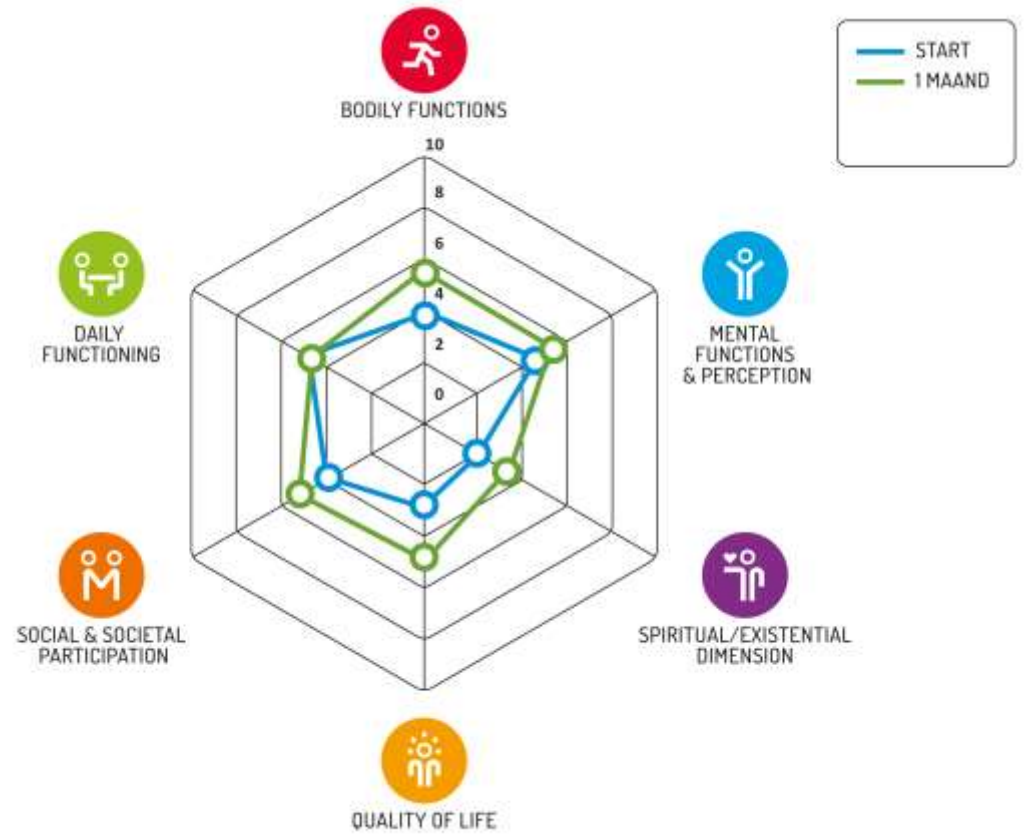 START
1 MAAND
BODILY FUNCTIONS
10
8
6
4
2
0
DAILY
FUNCTIONING
MENTAL
FUNCTIONS
& PERCEPTION
SOCIAL & SOCIETAL
PARTICIPATION
SPIRITUAL/EXISTENTIAL
DIMENSION
QUALITY OF LIFE